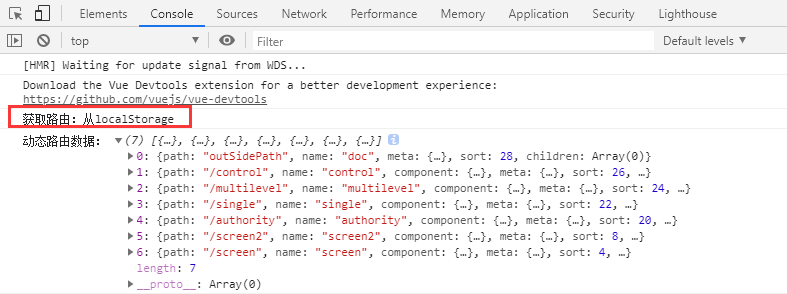 Elements Console Sources Network Performance Memory Application Security Lighthouse
top Filter Default levels
[HMR] Waiting for update signal from WDS...
Download the Vue Devtools extension for a better development experience:
https://github.com/vuejs/vue-devtools
获取路由: 从localStorage
动态路由数据: (7) [{…}, {…}, {…}, {…}, {…}, {…}, {…}]
0: {path: "outSidePath", name: "doc", meta: {…}, sort: 28, children: Array(0)}
1: {path: "/control", name: "control", component: {…}, meta: {…}, sort: 26, …}
2: {path: "/multilevel", name: "multilevel", component: {…}, meta: {…}, sort: 24, …}
3: {path: "/single", name: "single", component: {…}, meta: {…}, sort: 22, …}
4: {path: "/authority", name: "authority", component: {…}, meta: {…}, sort: 20, …}
5: {path: "/screen2", name: "screen2", component: {…}, meta: {…}, sort: 8, …}
6: {path: "/screen", name: "screen", component: {…}, meta: {…}, sort: 4, …}
length: 7
__proto__: Array(0)